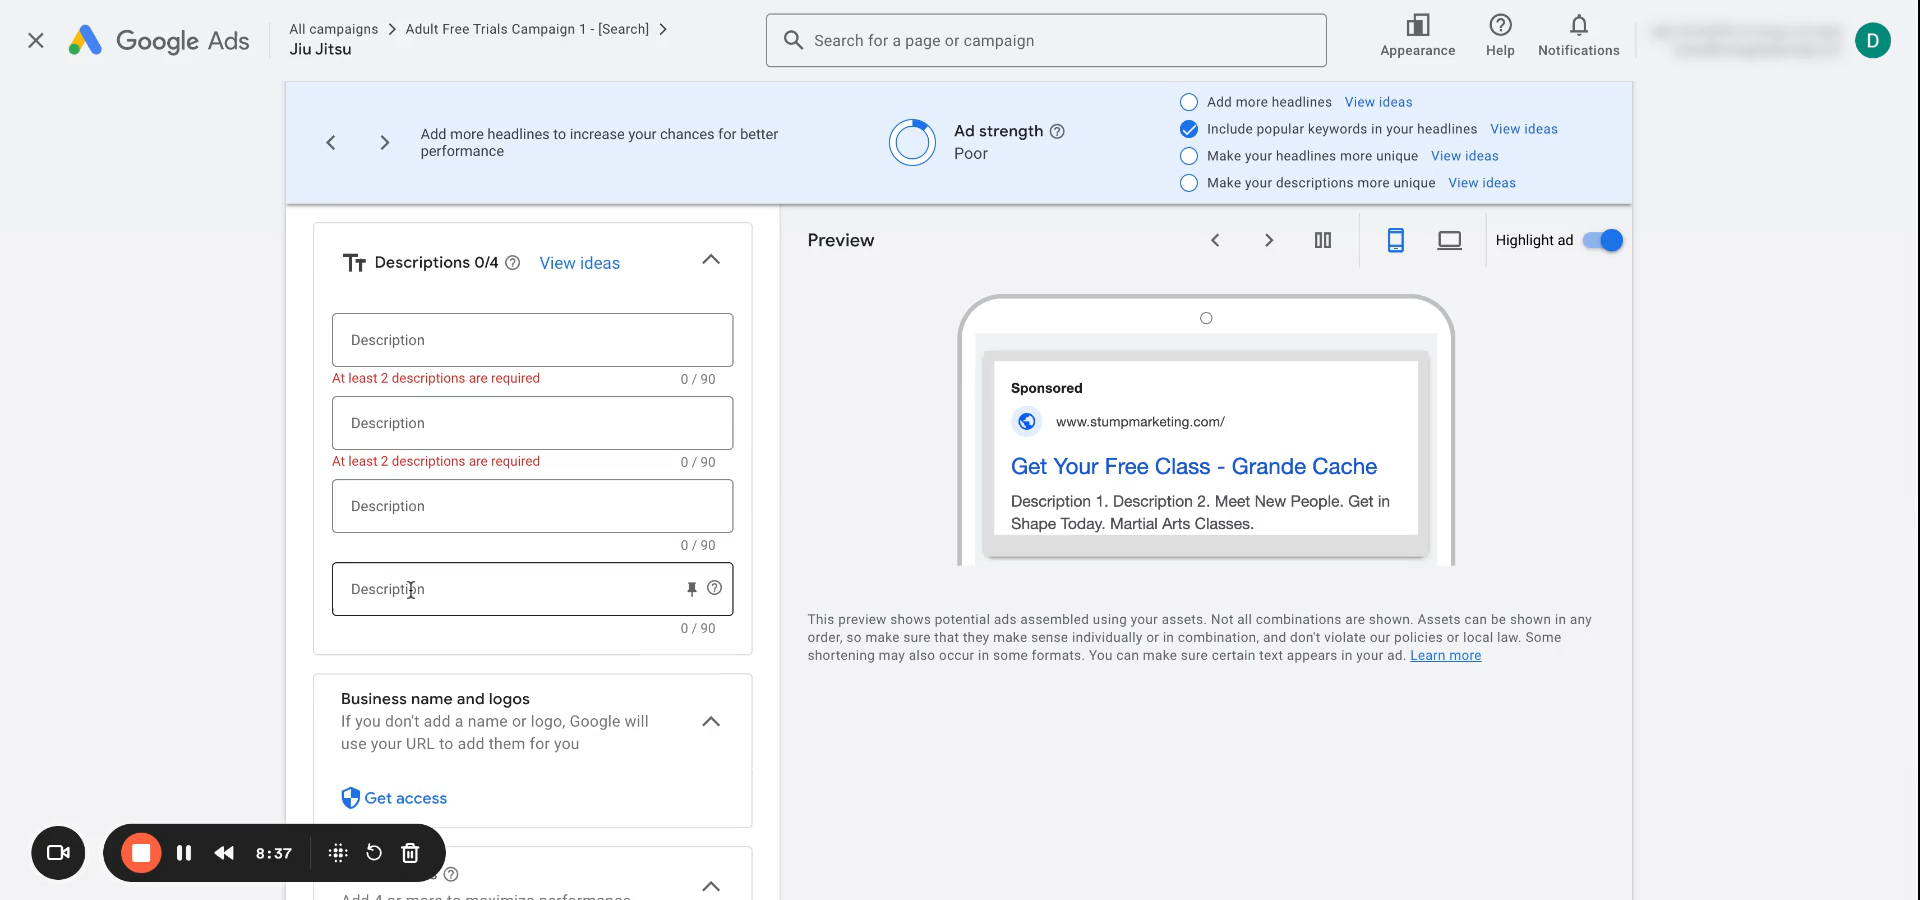 Google Ads
All campaigns > Adult Free Trials Campaign 1 - [Search] >
Jiu Jitsu
Search for a page or campaign
Appearance
Help
Notifications
D
Add more headlines to increase your chances for better
performance
Ad strength
Poor
Add more headlines View ideas
Include popular keywords in your headlines View ideas
Make your headlines more unique View ideas
Make your descriptions more unique View ideas
Tт Descriptions 0/4 View ideas
Description
At least 2 descriptions are required 0 / 90
Description
At least 2 descriptions are required 0 / 90
Description
0 / 90
Description
0 / 90
Business name and logos
If you don't add a name or logo, Google will
use your URL to add them for you
Get access
8:37
Add 4 or more to maximize performance
Preview
Highlight ad
Sponsored
www.stumpmarketing.com/
Get Your Free Class - Grande Cache
Description 1. Description 2. Meet New People. Get in
Shape Today. Martial Arts Classes.
This preview shows potential ads assembled using your assets. Not all combinations are shown. Assets can be shown in any
order, so make sure that they make sense individually or in combination, and don't violate our policies or local law. Some
shortening may also occur in some formats. You can make sure certain text appears in your ad. Learn more